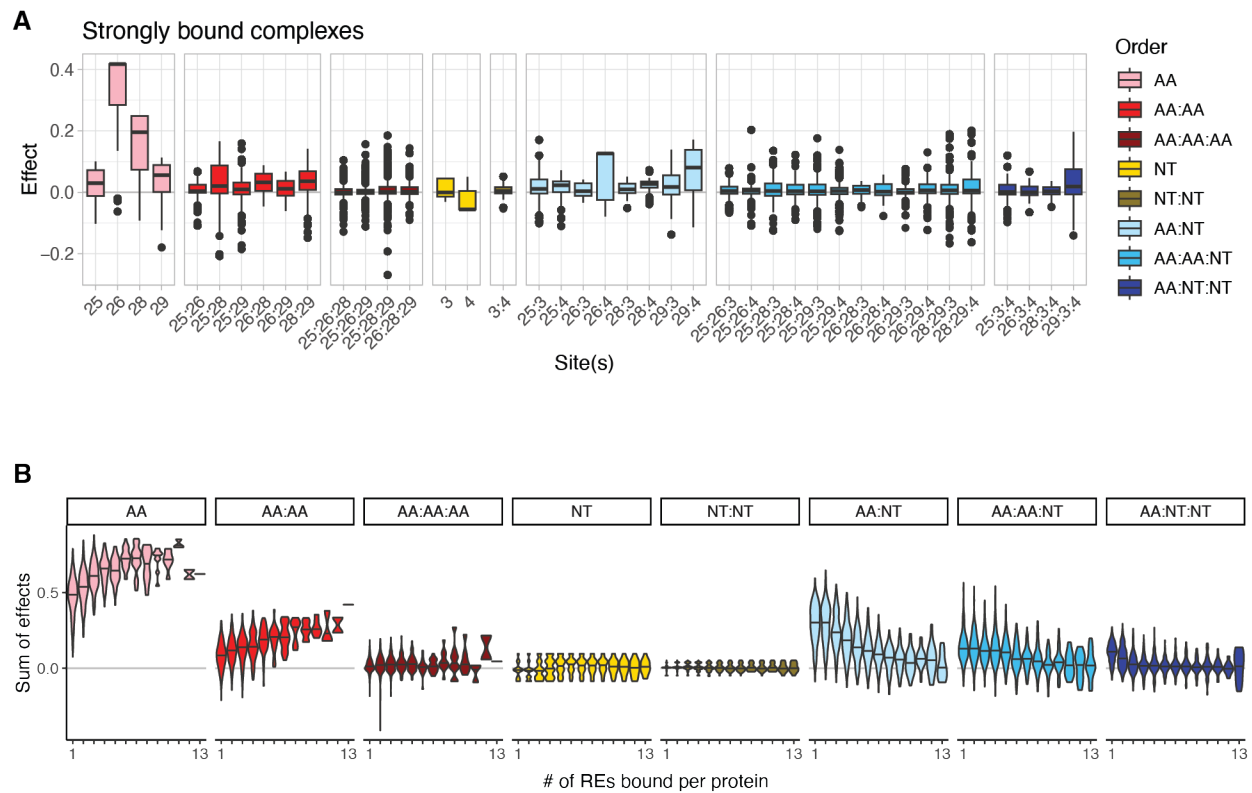 A
Strongly bound complexes
Effect
0.4
0.2
0.0
−0.2
25
26
28
29
25:26
25:28
25:29
26:28
26:29
28:29
25:26:28
25:26:29
25:28:29
26:28:29
3
4
3:4
25:3
25:4
26:3
26:4
28:3
28:4
29:3
29:4
25:26:3
25:26:4
25:28:3
25:28:4
25:29:3
25:29:4
26:28:3
26:28:4
26:29:3
26:29:4
28:29:3
28:29:4
25:3:4
26:3:4
28:3:4
29:3:4
Site(s)
Order
AA
AA:AA
AA:AA:AA
NT
NT:NT
AA:NT
AA:AA:NT
AA:NT:NT
B
AA AA:AA AA:AA:AA NT NT:NT AA:NT AA:AA:NT AA:NT:NT
Sum of effects
0.5
0.0
1 13 1 13 1 13 1 13 1 13 1 13 1 13 1 13
# of REs bound per protein